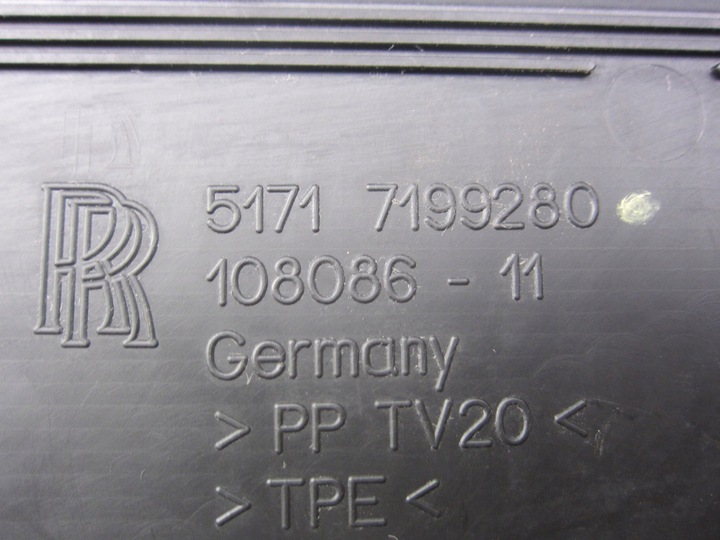 RR 5171 7199280
108086 - 11
Germany
> PP TV20 <
> TPE <